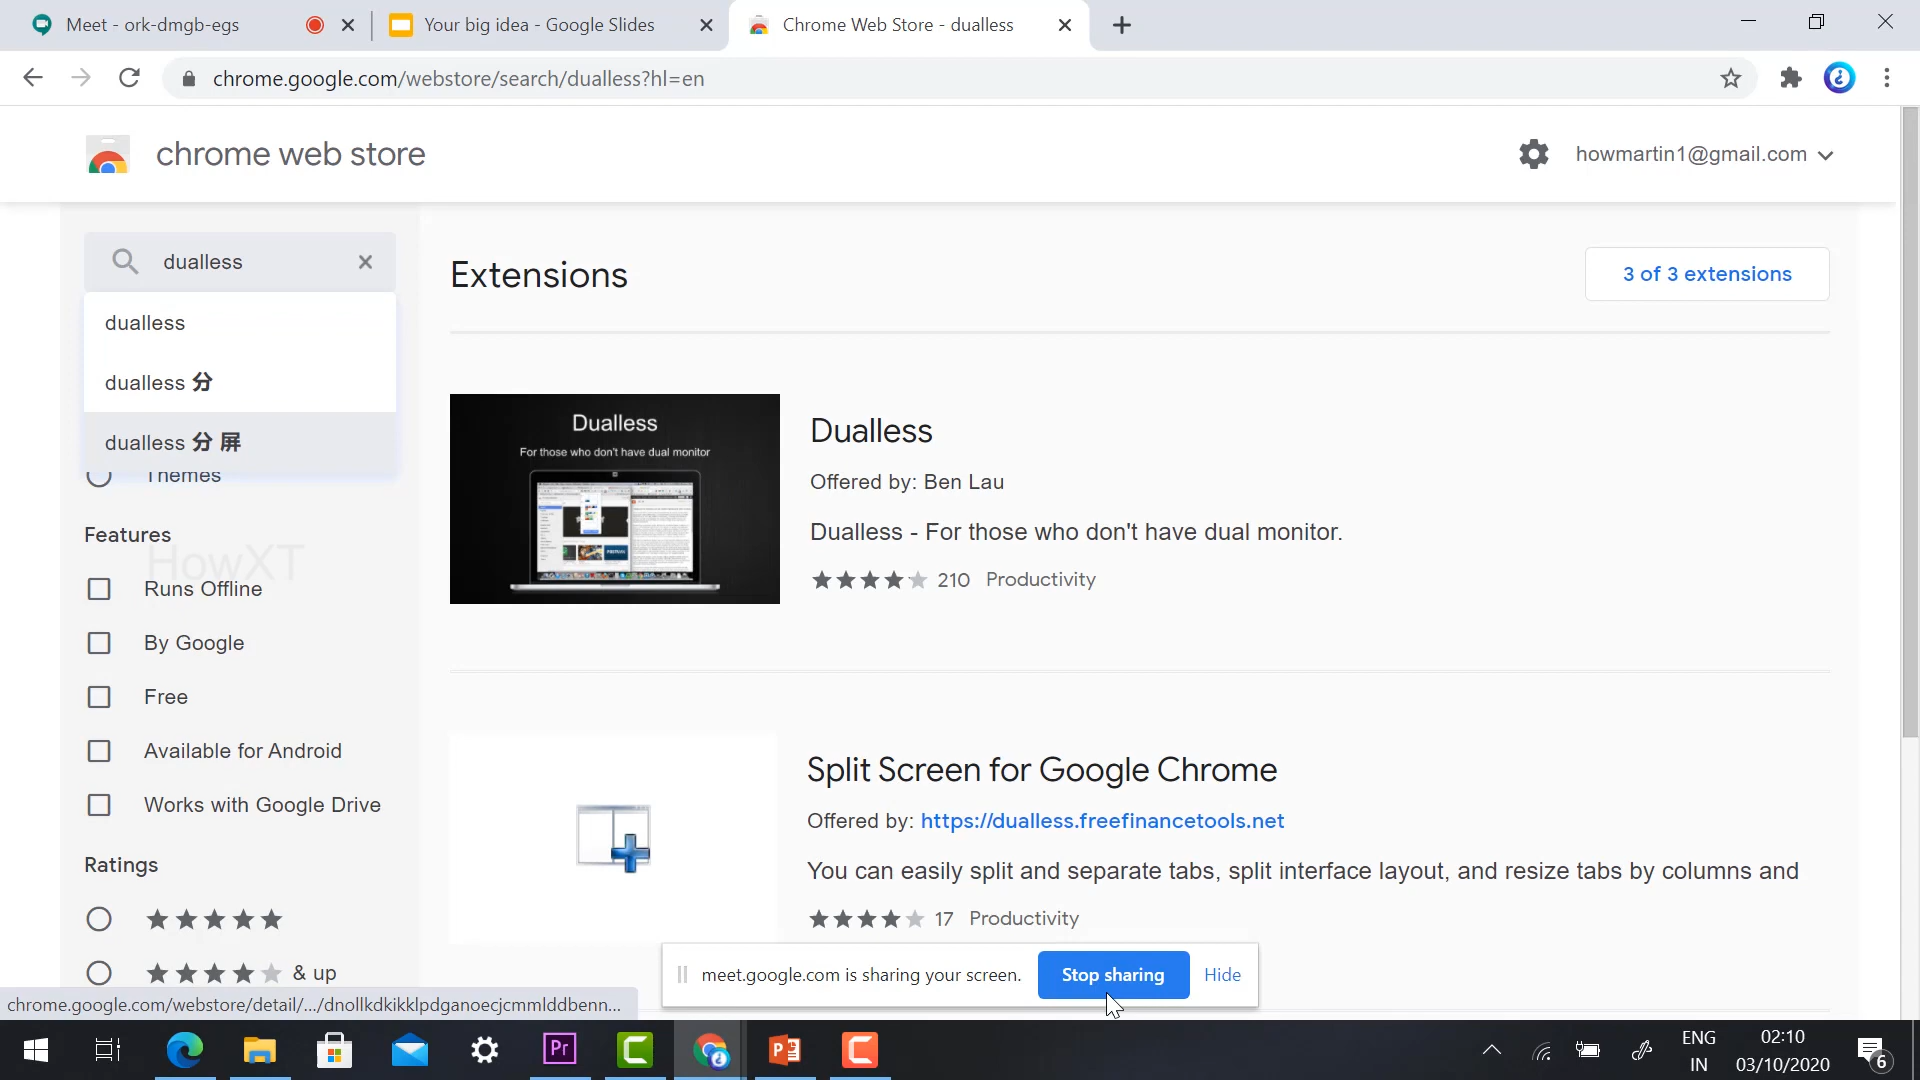 Meet - ork-dmgb-egs
Your big idea - Google Slides
Chrome Web Store - dualless
chrome.google.com/webstore/search/dualless?hl=en
chrome web store
howmartin1@gmail.com
dualless
dualless
dualless 分
dualless 分 屏
Themes
Features
HowXT
Runs Offline
By Google
Free
Available for Android
Works with Google Drive
Ratings
& up
Extensions
3 of 3 extensions
Dualless
For those who don't have dual monitor
Dualless
Offered by: Ben Lau
Dualless - For those who don't have dual monitor.
210 Productivity
Split Screen for Google Chrome
Offered by: https://dualless.freefinancetools.net
You can easily split and separate tabs, split interface layout, and resize tabs by columns and
17 Productivity
meet.google.com is sharing your screen. Stop sharing Hide
chrome.google.com/webstore/detail/.../dnollkdkikklpdganoecjcmmlddbenn...
Pr
ENG
IN
02:10
03/10/2020
6